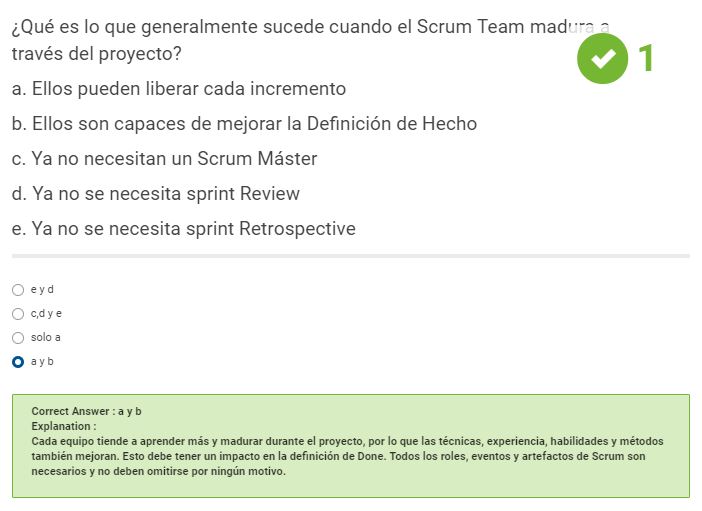 ¿Qué es lo que generalmente sucede cuando el Scrum Team madura a
través del proyecto?
1
a. Ellos pueden liberar cada incremento
b. Ellos son capaces de mejorar la Definición de Hecho
c. Ya no necesitan un Scrum Máster
d. Ya no se necesita sprint Review
e. Ya no se necesita sprint Retrospective
e y d
c,d y e
solo a
a y b
Correct Answer : a y b
Explanation :
Cada equipo tiende a aprender más y madurar durante el proyecto, por lo que las técnicas, experiencia, habilidades y métodos
también mejoran. Esto debe tener un impacto en la definición de Done. Todos los roles, eventos y artefactos de Scrum son
necesarios y no deben omitirse por ningún motivo.